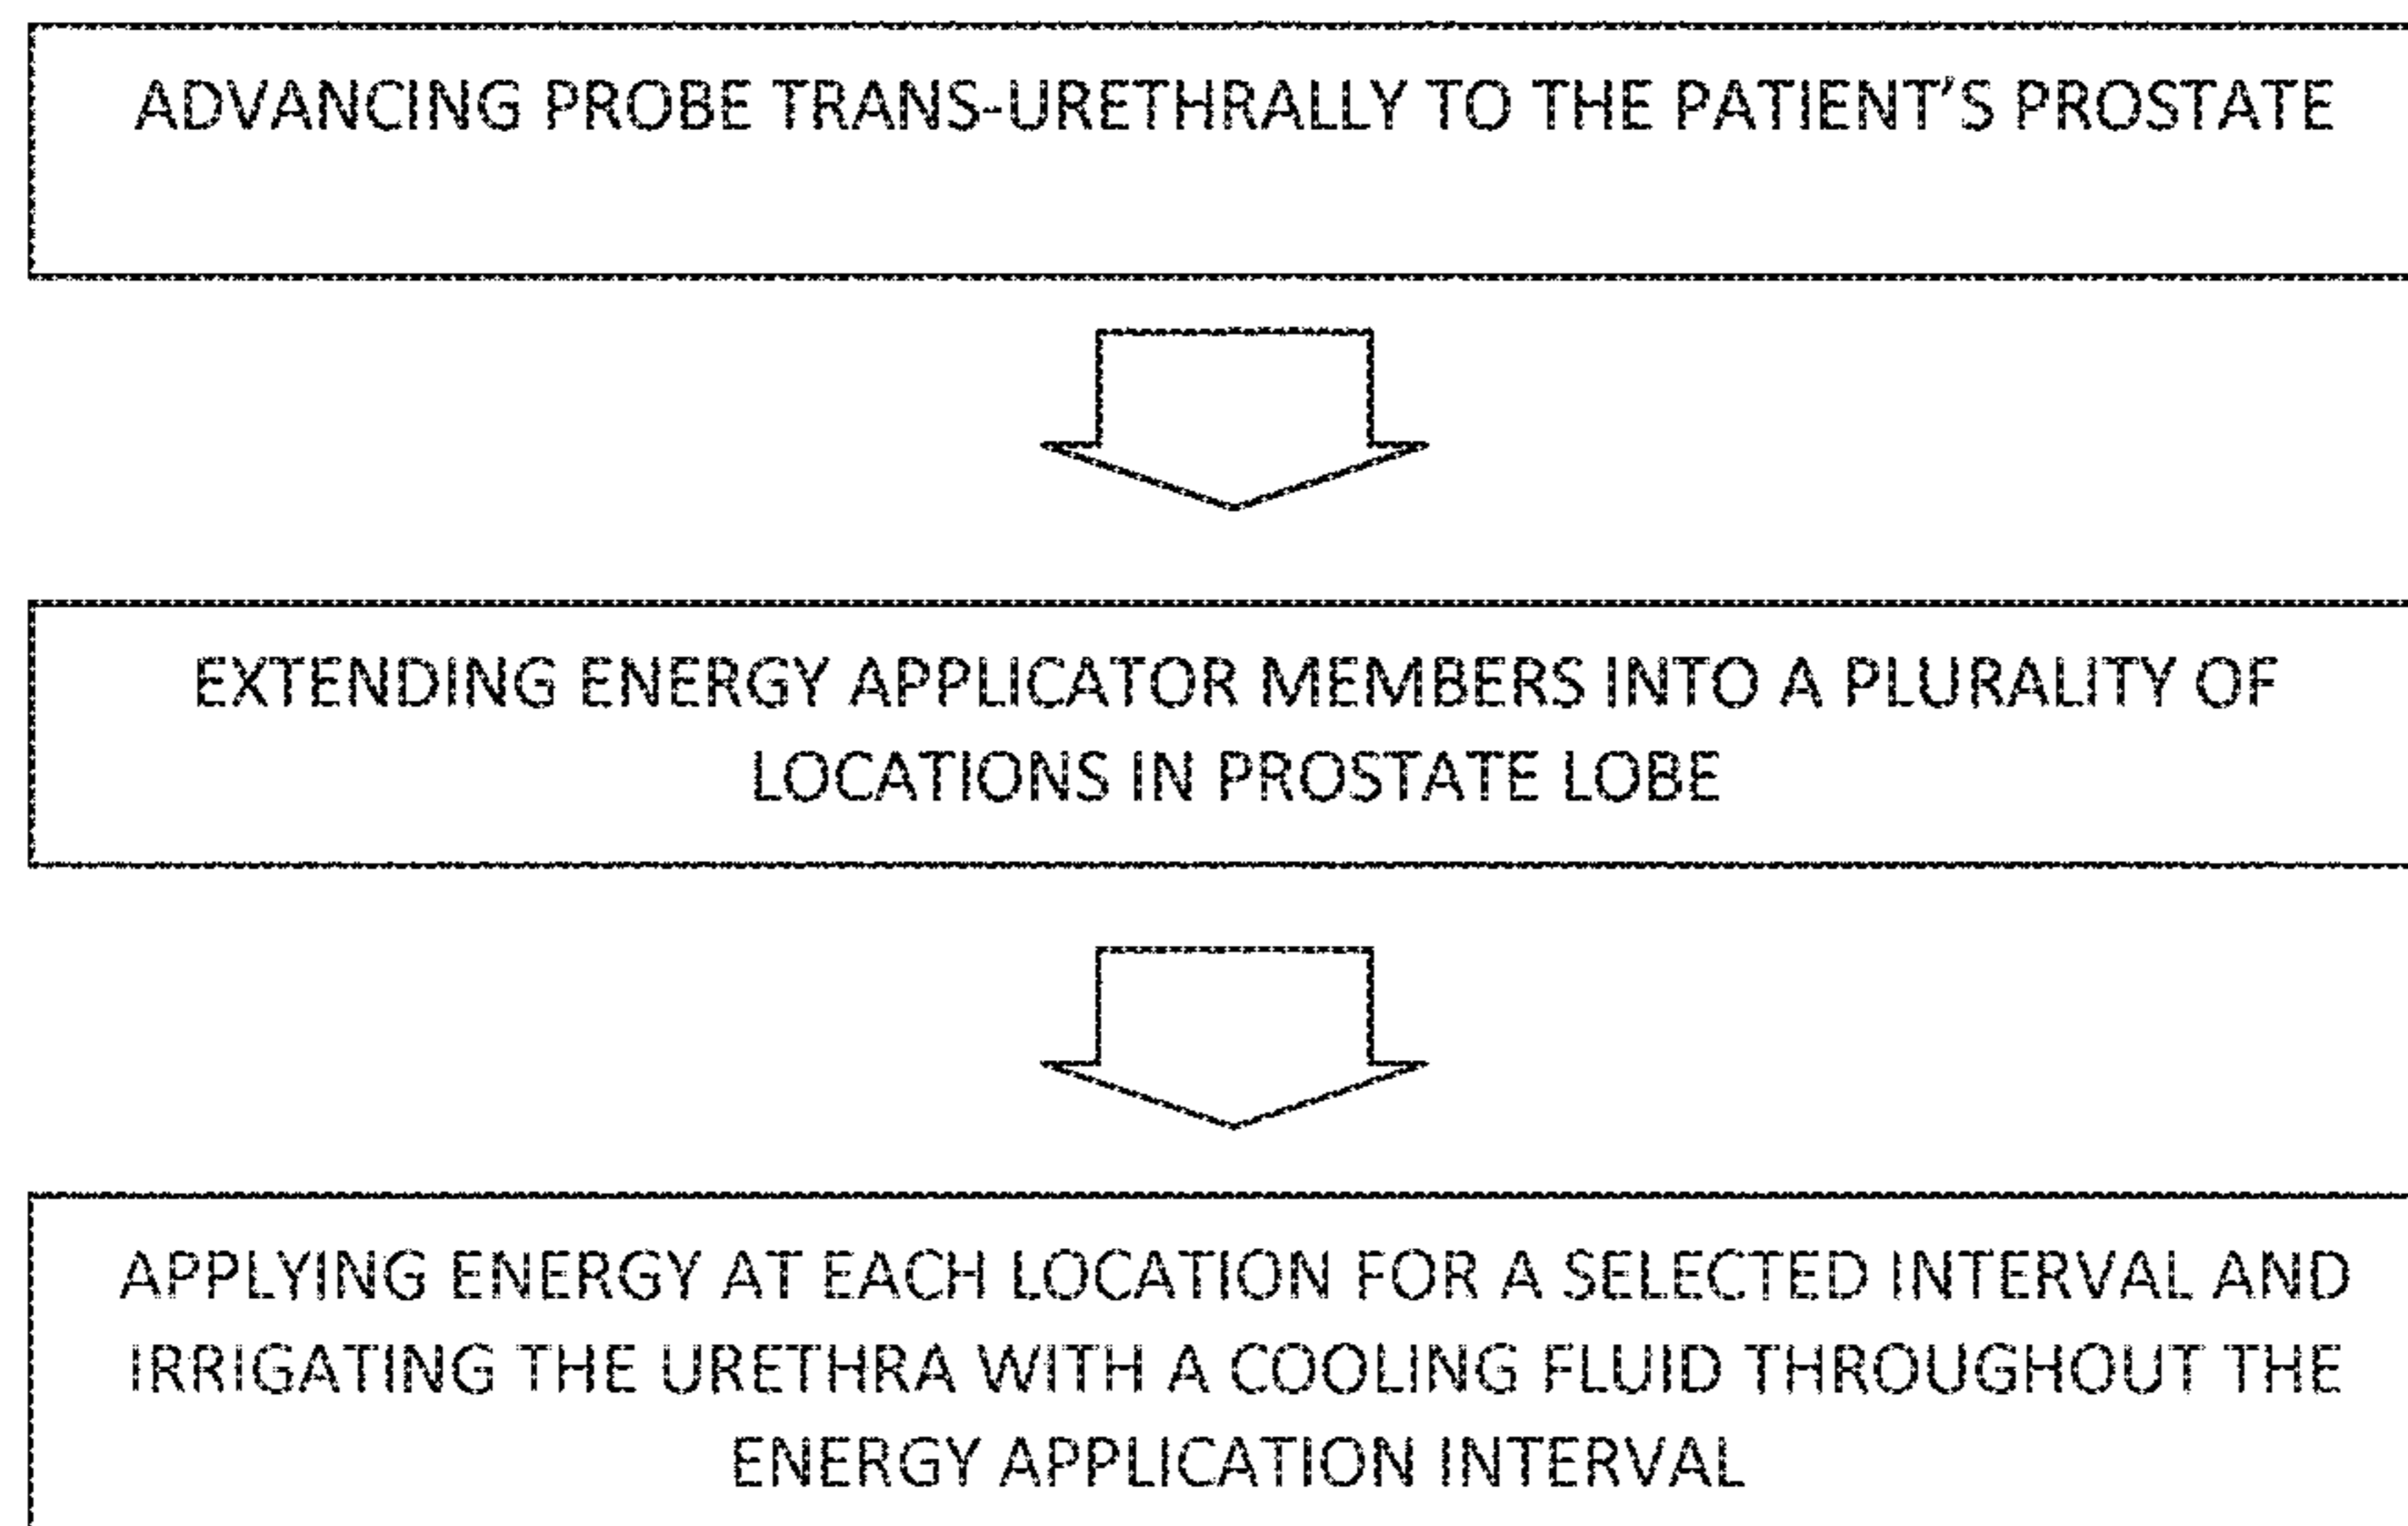 ADVANCING PROBE TRANS-URETHRALLY TO THE PATIENT'S PROSTATE
EXTENDING ENERGY APPLICATOR MEMBERS INTO A PLURALITY OF
LOCATIONS IN PROSTATE LOBE
APPLYING ENERGY AT EACH LOCATION FOR A SELECTED INTERVAL AND
IRRIGATING THE URETHRA WITH A COOLING FLUID THROUGHOUT THE
ENERGY APPLICATION INTERVAL